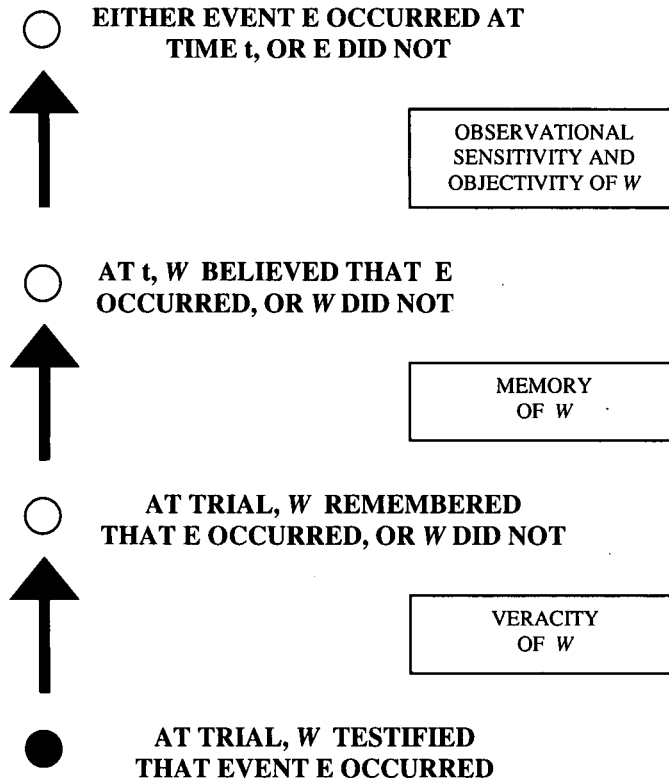 EITHER EVENT E OCCURRED AT
TIME t, OR E DID NOT
OBSERVATIONAL
SENSITIVITY AND
OBJECTIVITY OF W
AT t, W BELIEVED THAT E
OCCURRED, OR W DID NOT
MEMORY
OF W
AT TRIAL, W REMEMBERED
THAT E OCCURRED, OR W DID NOT
VERACITY
OF W
AT TRIAL, W TESTIFIED
THAT EVENT E OCCURRED